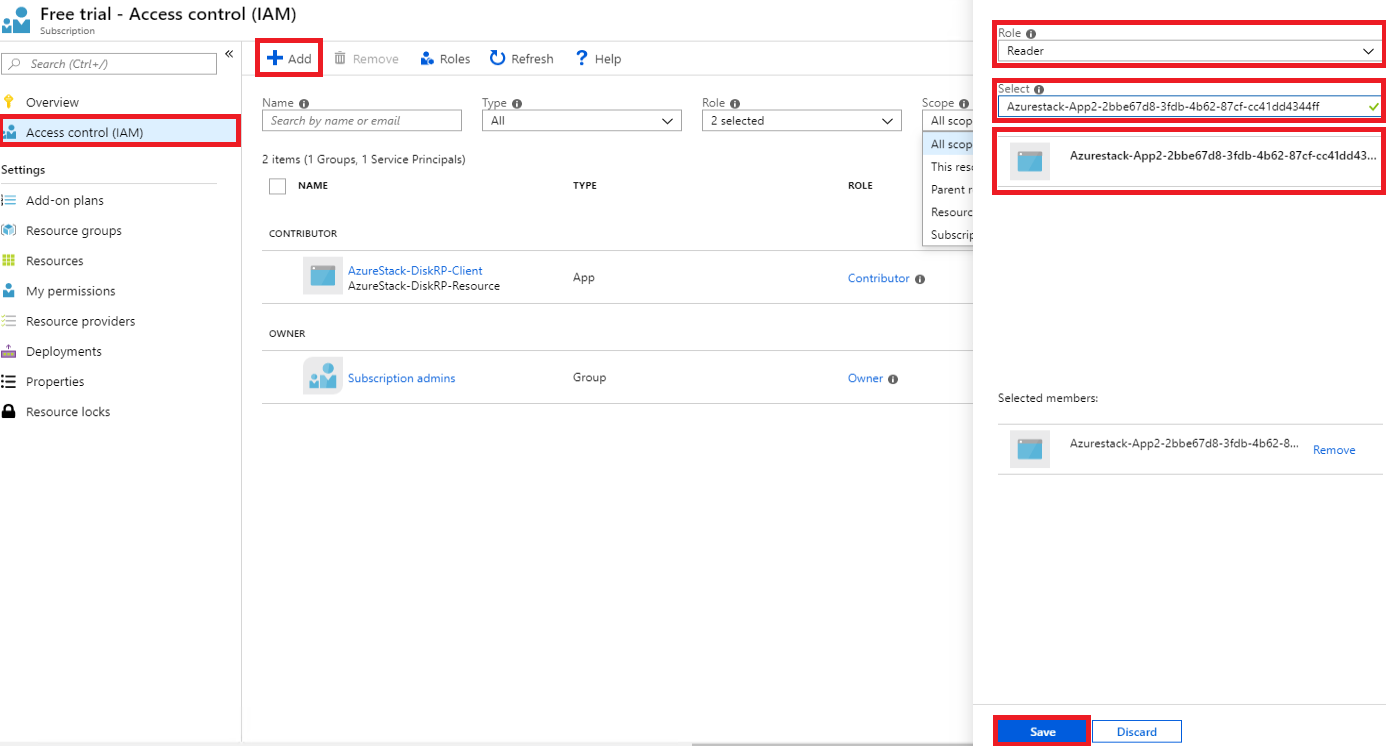 Free trial - Access control (IAM)
Subscription
Search (Ctrl+/)
«
Overview
Access control (IAM)
Settings
Add-on plans
Resource groups
Resources
My permissions
Resource providers
Deployments
Properties
Resource locks
Add
Remove
Roles
Refresh
? Help
Name
Search by name or email
Type
All
Role
2 selected
Scope
All scop
All scop
This reso
Parent r
Resourc
Subscrip
2 items (1 Groups, 1 Service Principals)
NAME TYPE ROLE
CONTRIBUTOR
AzureStack-DiskRP-Client
AzureStack-DiskRP-Resource
App
Contributor
OWNER
Subscription admins
Group
Owner
Role
Reader
Select
Azurestack-App2-2bbe67d8-3fdb-4b62-87cf-cc41dd4344ff
Azurestack-App2-2bbe67d8-3fdb-4b62-87cf-cc41dd43...
Selected members:
Azurestack-App2-2bbe67d8-3fdb-4b62-8...
Remove
Save
Discard